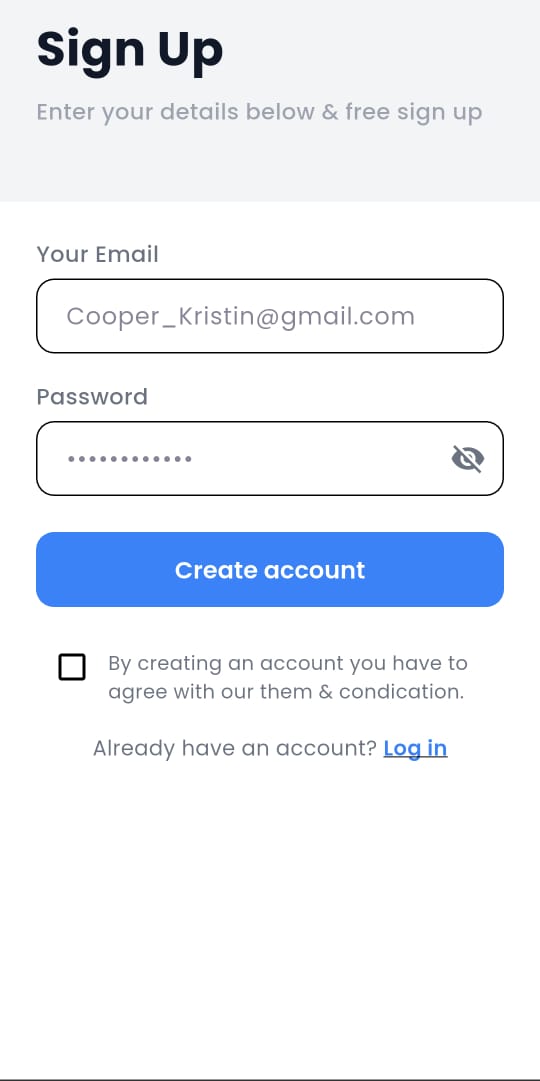 Sign Up
Enter your details below & free sign up
Your Email
Cooper_Kristin@gmail.com
Password
••••••••••••
Create account
By creating an account you have to
agree with our them & condication.
Already have an account? Log in